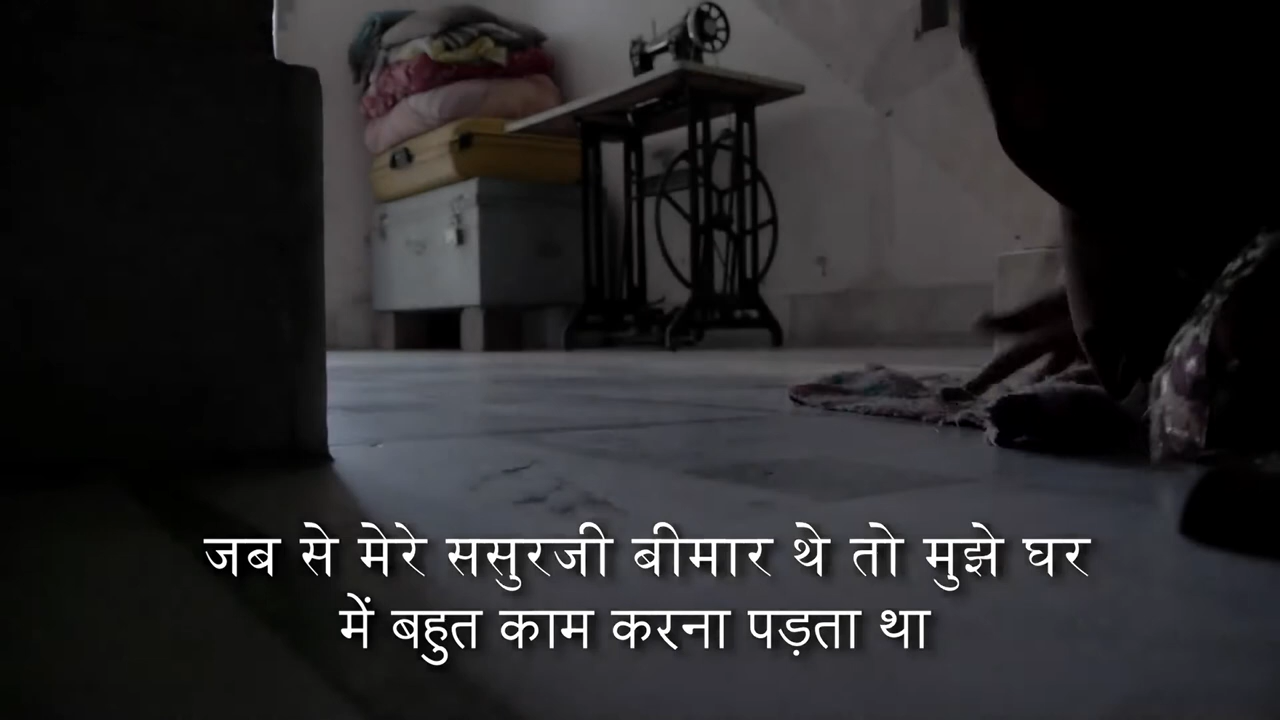 जब से मेरे ससुरजी बीमार थे तो मुझे घर
में बहुत काम करना पड़ता था